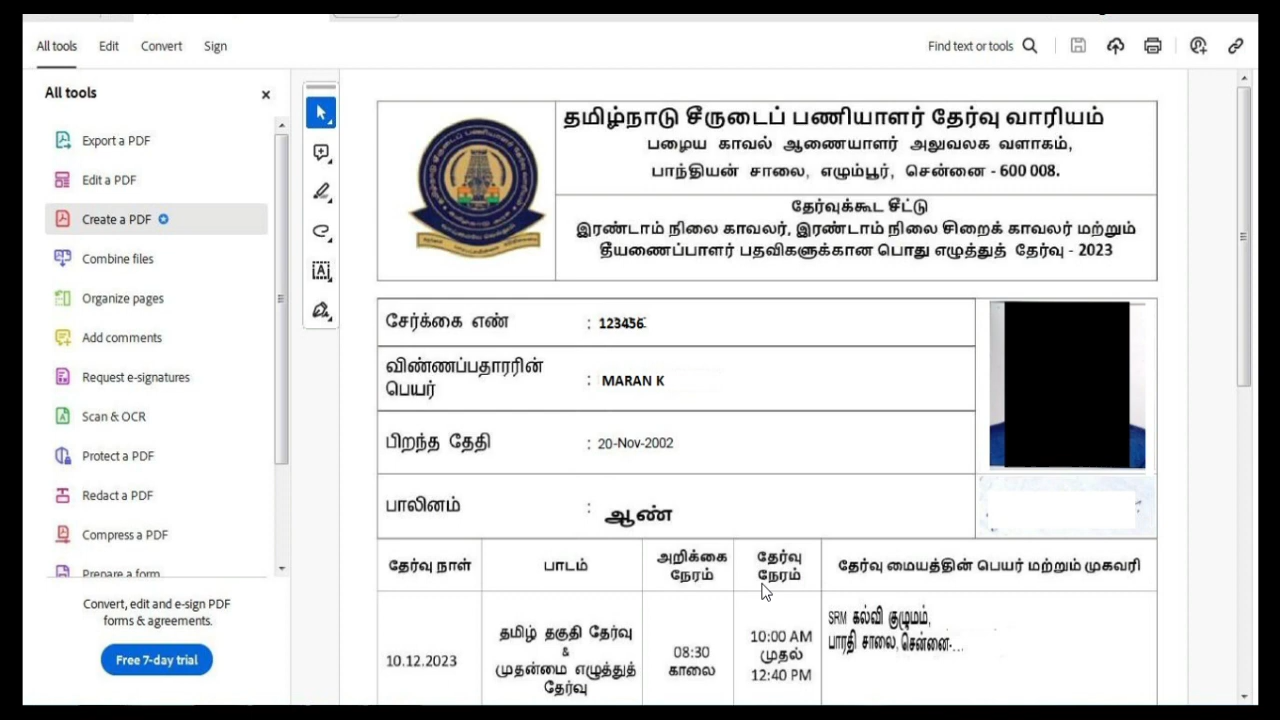 All tools
Edit
Convert
Sign
Find text or tools
All tools
Export a PDF
Edit a PDF
Create a PDF
Combine files
Organize pages
Add comments
Request e-signatures
Scan & OCR
Protect a PDF
Redact a PDF
Compress a PDF
Prepare a form
Convert, edit and e-sign PDF
forms & agreements.
Free 7-day trial
தமிழ்நாடு சீருடைப் பணியாளர் தேர்வு வாரியம்
பழைய காவல் ஆணையாளர் அலுவலக வளாகம்,
பாந்தியன் சாலை, எழும்பூர், சென்னை - 600 008.
தேர்வுக்கூட சீட்டு
இரண்டாம் நிலை காவலர், இரண்டாம் நிலை சிறைக் காவலர் மற்றும்
தீயணைப்பாளர் பதவிகளுக்கான பொது எழுத்துத் தேர்வு - 2023
சேர்க்கை எண் : 123456
விண்ணப்பதாரரின்
பெயர் : MARAN K
பிறந்த தேதி : 20-Nov-2002
பாலினம் : ஆண்
தேர்வு நாள்
பாடம்
அறிக்கை
நேரம்
தேர்வு
நேரம்
தேர்வு மையத்தின் பெயர் மற்றும் முகவரி
10.12.2023
தமிழ் தகுதி தேர்வு
&
முதன்மை எழுத்துத்
தேர்வு
08:30
காலை
10:00 AM
முதல்
12:40 PM
SRM கல்வி குழுமம்,
பாரதி சாலை, சென்னை-...